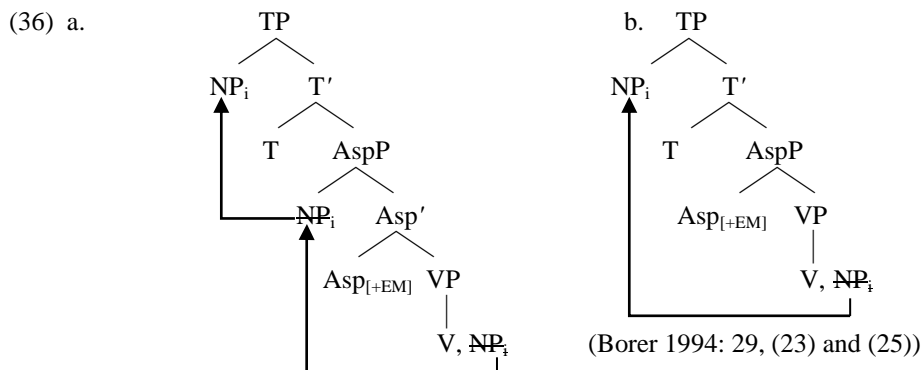 (36) a. TP b. TP
NPi T′ NPi T′
T AspP T AspP
NPi Asp′ Asp[+EM] VP
Asp[+EM] VP V, NPi
V, NPi (Borer 1994: 29, (23) and (25))